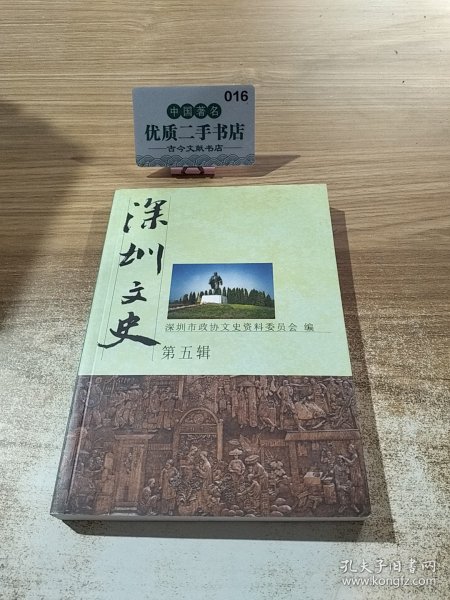 016
中国著名
优质二手书店
古今文献书店
深圳文史
深圳市政协文史资料委员会 编
第五辑
孔夫子旧书网
www.kongfz.com